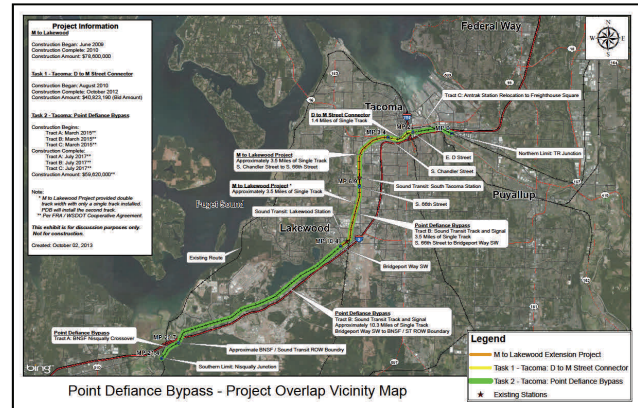 Project Information
M to Lakewood
Construction Began: June 2009
Construction Complete: 2010
Construction Amount: $78,600,000
Task 1 - Tacoma: D to M Street Connector
Construction Began: August 2010
Construction Complete: October 2012
Construction Amount: $40,823,190 (Bid Amount)
Task 2 - Tacoma: Point Defiance Bypass
Construction Begins:
Tract A: March 2015**
Tract B: March 2015**
Tract C: March 2015**
Construction Complete:
Tract A: July 2017**
Tract B: July 2017**
Tract C: July 2017**
Construction Amount: $59,620,000**
Note:
* M to Lakewood Project provided double
track width with only a single track installed.
PDB will install the second track.
** Per FRA / WSDOT Cooperative Agreement.
This exhibit is for discussion purposes only.
Not for construction.
Created: October 02, 2013
Federal Way
N
Tacoma
Tract C: Amtrak Station Relocation to Freighthouse Square
D to M Street Connector
1.4 Miles of Single Track
Northern Limit: TR Junction
E. D Street
S. Chandler Street
M to Lakewood Project
Approximately 3.5 Miles of Single Track
S. Chandler Street to S. 66th Street
Sound Transit: South Tacoma Station
Puyallup
M to Lakewood Project *
Approximately 3.5 Miles of Single Track
S. 66th Street
Puget Sound
Sound Transit: Lakewood Station
Lakewood
Point Defiance Bypass
Tract B: Sound Transit Track and Signal
3.5 Miles of Single Track
S. 66th Street to Bridgeport Way SW
Existing Route
Bridgeport Way SW
Point Defiance Bypass
Tract B: Sound Transit Track and Signal
Approximately 10.3 Miles of Single Track
Bridgeport Way SW to BNSF / ST ROW Boundary
Point Defiance Bypass
Tract A: BNSF Nisqually Crossover
Approximate BNSF / Sound Transit ROW Boundry
Southern Limit: Nisqually Junction
bing
Legend
M to Lakewood Extension Project
Task 1 - Tacoma: D to M Street Connector
Task 2 - Tacoma: Point Defiance Bypass
Existing Stations
Point Defiance Bypass - Project Overlap Vicinity Map